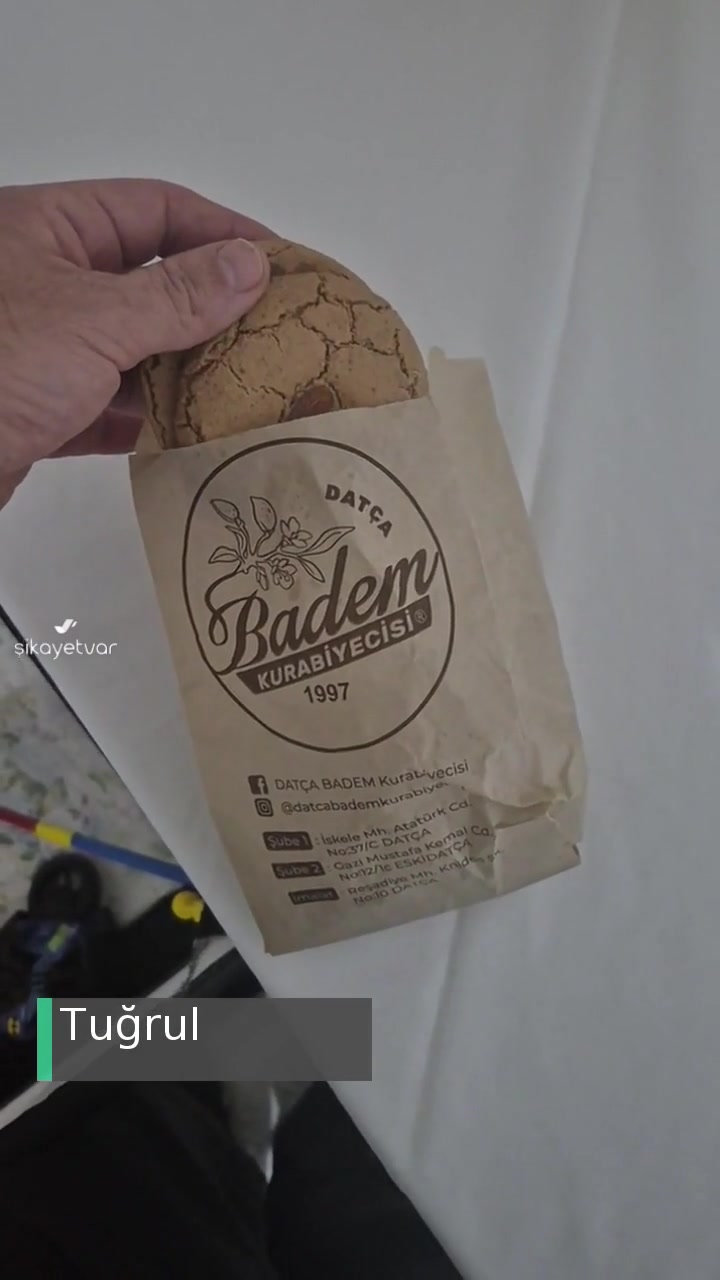 DATÇA
Badem
KURABİYECİSİ®
1997
DATÇA BADEM Kurabiyecisi
@datcabademkurabiye
Şube 1 : İskele Mh. Atatürk Cd.
No:37/C DATÇA
Şube 2 : Gazi Mustafa Kemal Cd.
No:12/1c ESKİDATÇA
İmalat : Reşadiye Mh.
No:10 DATÇA
şikayetvar
Tuğrul